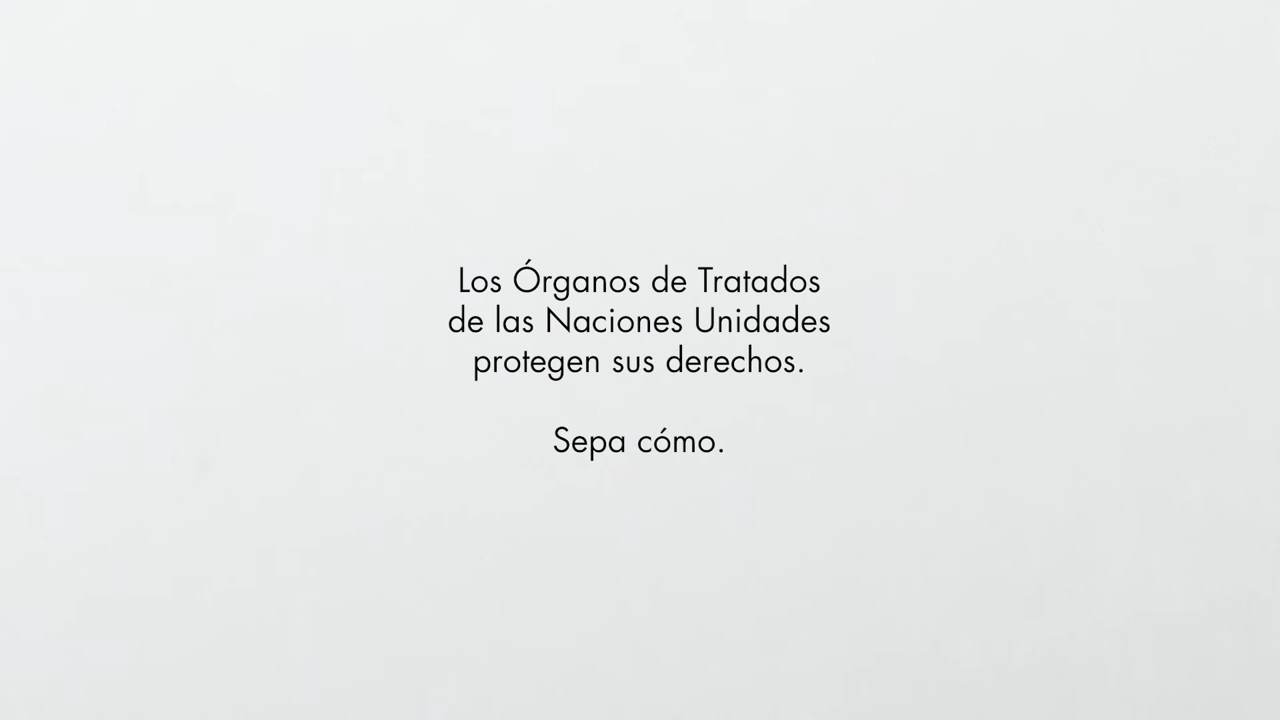 Los Órganos de Tratados
de las Naciones Unidades
protegen sus derechos.
Sepa cómo.